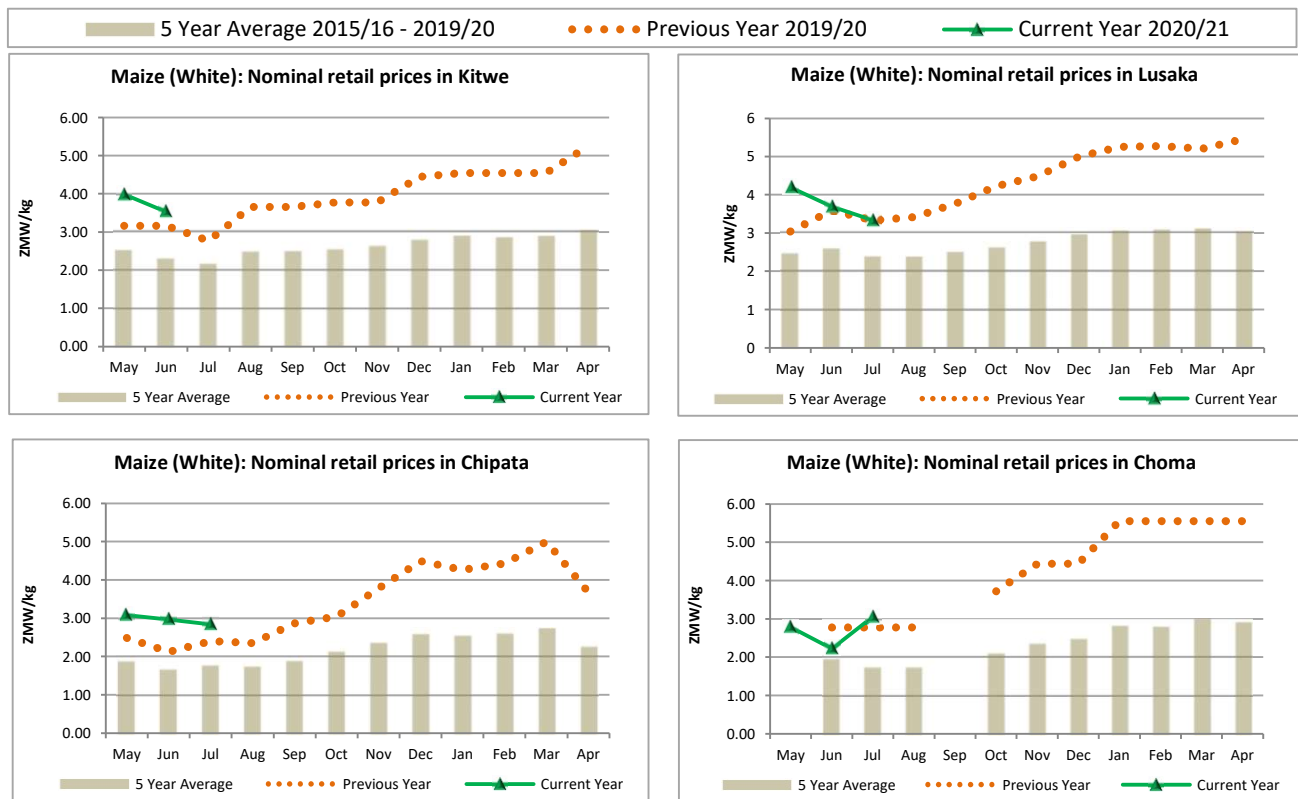 5 Year Average 2015/16 - 2019/20 Previous Year 2019/20 Current Year 2020/21
Maize (White): Nominal retail prices in Kitwe
ZMW/kg
6.00
5.00
4.00
3.00
2.00
1.00
0.00
May Jun Jul Aug Sep Oct Nov Dec Jan Feb Mar Apr
5 Year Average Previous Year Current Year
Maize (White): Nominal retail prices in Lusaka
ZMW/kg
6
5
4
3
2
1
0
May Jun Jul Aug Sep Oct Nov Dec Jan Feb Mar Apr
5 Year Average Previous Year Current Year
Maize (White): Nominal retail prices in Chipata
ZMW/kg
6.00
5.00
4.00
3.00
2.00
1.00
0.00
May Jun Jul Aug Sep Oct Nov Dec Jan Feb Mar Apr
5 Year Average Previous Year Current Year
Maize (White): Nominal retail prices in Choma
ZMW/kg
6.00
5.00
4.00
3.00
2.00
1.00
0.00
May Jun Jul Aug Sep Oct Nov Dec Jan Feb Mar Apr
5 Year Average Previous Year Current Year